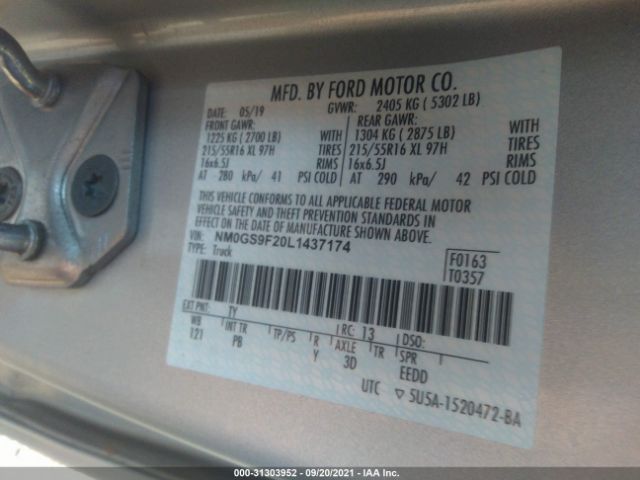 MFD. BY FORD MOTOR CO.
DATE: 05/19 GVWR: 2405 KG ( 5302 LB)
FRONT GAWR: REAR GAWR:
1225 KG ( 2700 LB) WITH 1304 KG ( 2875 LB) WITH
215/55R16 XL 97H TIRES 215/55R16 XL 97H TIRES
16x6.5J RIMS 16x6.5J RIMS
AT 280 kPa/ 41 PSI COLD AT 290 kPa/ 42 PSI COLD
THIS VEHICLE CONFORMS TO ALL APPLICABLE FEDERAL MOTOR
VEHICLE SAFETY AND THEFT PREVENTION STANDARDS IN
EFFECT ON THE DATE OF MANUFACTURE SHOWN ABOVE.
VIN: NM0GS9F20L1437174
TYPE: Truck
F0163
T0357
EXT PNT: TY RC: 13 DSO:
WB INT TR TP/PS R AXLE TR SPR
121 PB Y 3D EEDD
UTC ▽ 5U5A-1520472-BA
000-31303952 - 09/20/2021 - IAA Inc.